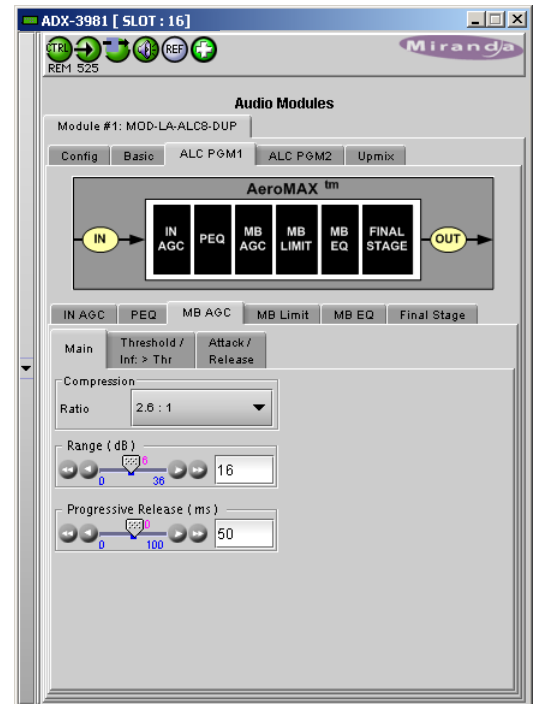 ADX-3981 [ SLOT : 16]
CTRL REF
REM 525
Miranda
Audio Modules
Module #1: MOD-LA-ALC8-DUP
Config Basic ALC PGM1 ALC PGM2 Upmix
AeroMAX tm
IN IN AGC PEQ MB AGC MB LIMIT MB EQ FINAL STAGE OUT
IN AGC PEQ MB AGC MB Limit MB EQ Final Stage
Main Threshold / Inf: > Thr Attack / Release
Compression
Ratio 2.6 : 1
Range ( dB )
6
16
0 36
Progressive Release ( ms )
0
50
0 100